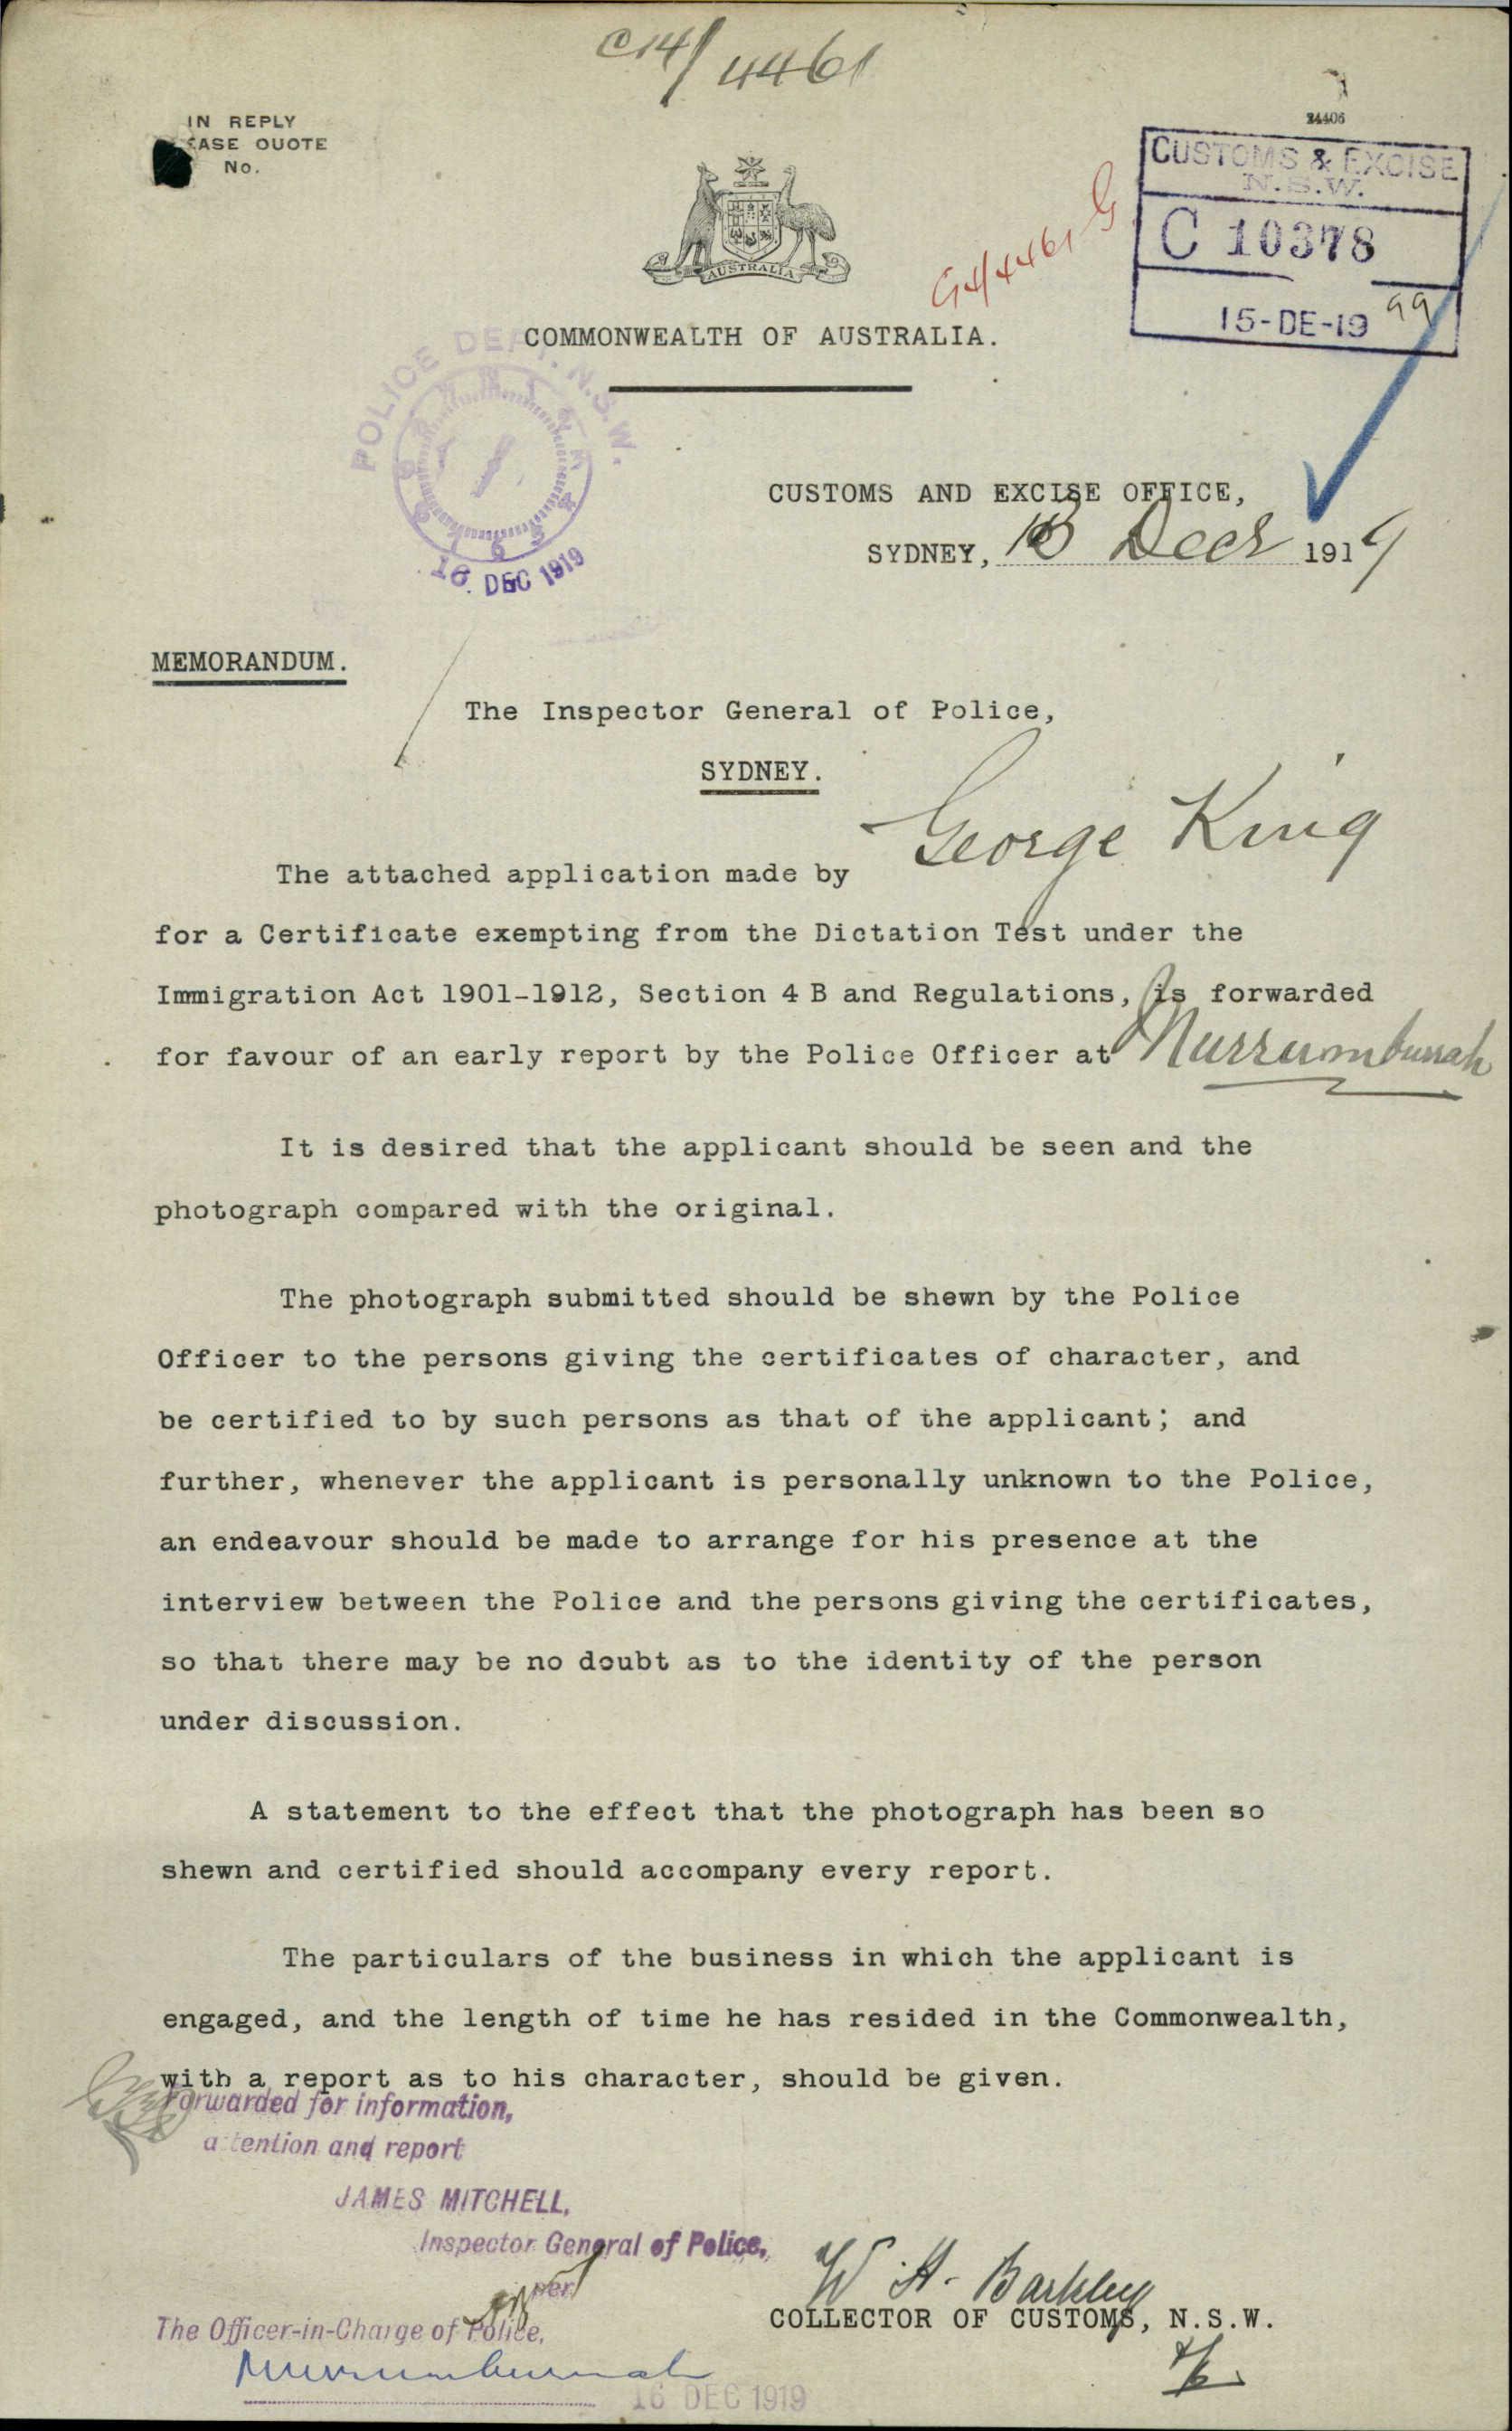 C14/4461
IN REPLY
EASE QUOTE
No.
24406
CUSTOMS & EXCISE
N.S.W.
C 10378
15-DE-19
99
G4/4461
AUSTRALIA
COMMONWEALTH OF AUSTRALIA.
POLICE DEPT. N.S.W.
16. DEC 1919
CUSTOMS AND EXCISE OFFICE,
SYDNEY, Decr 1919
MEMORANDUM.
The Inspector General of Police,
SYDNEY.
The attached application made by George King
for a Certificate exempting from the Dictation Test under the
Immigration Act 1901-1912, Section 4 B and Regulations, is forwarded
for favour of an early report by the Police Officer at Murrumburrah
It is desired that the applicant should be seen and the
photograph compared with the original.
The photograph submitted should be shewn by the Police
Officer to the persons giving the certificates of character, and
be certified to by such persons as that of the applicant; and
further, whenever the applicant is personally unknown to the Police,
an endeavour should be made to arrange for his presence at the
interview between the Police and the persons giving the certificates,
so that there may be no doubt as to the identity of the person
under discussion.
A statement to the effect that the photograph has been so
shewn and certified should accompany every report.
The particulars of the business in which the applicant is
engaged, and the length of time he has resided in the Commonwealth,
with a report as to his character, should be given.
Forwarded for information,
attention and report
JAMES MITCHELL,
Inspector General of Police,
per
W. H. Barkley
COLLECTOR OF CUSTOMS, N.S.W.
The Officer-in-Charge of Police,
Murrumburrah
16 DEC 1919